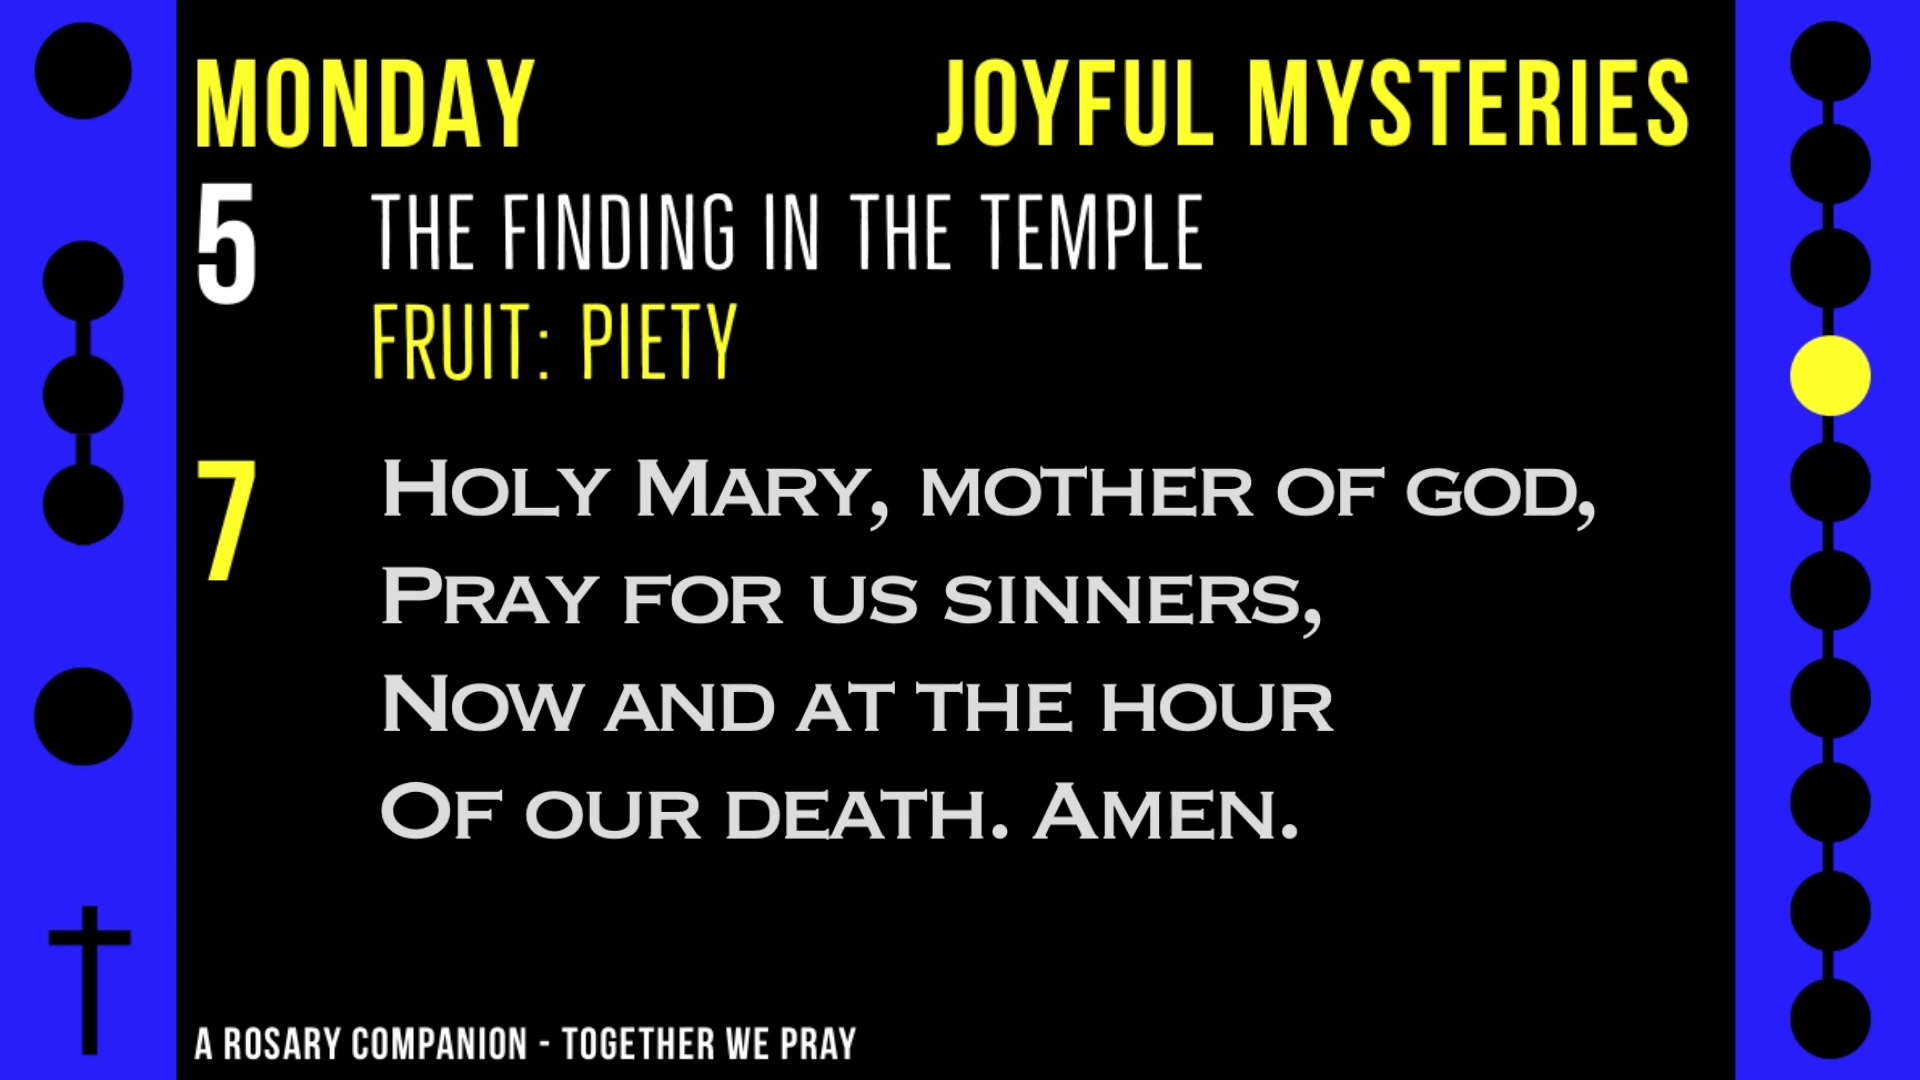 MONDAY JOYFUL MYSTERIES
5 THE FINDING IN THE TEMPLE
FRUIT: PIETY
7 HOLY MARY, MOTHER OF GOD,
PRAY FOR US SINNERS,
NOW AND AT THE HOUR
OF OUR DEATH. AMEN.
A ROSARY COMPANION - TOGETHER WE PRAY